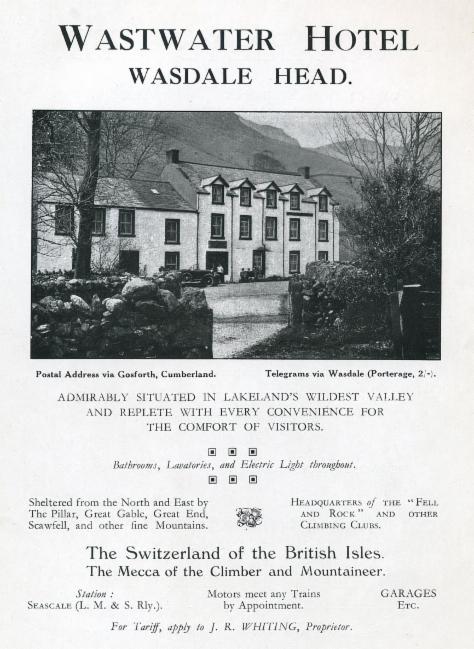 WASTWATER HOTEL
WASDALE HEAD.
Postal Address via Gosforth, Cumberland.
Telegrams via Wasdale (Porterage, 2/-).
ADMIRABLY SITUATED IN LAKELAND'S WILDEST VALLEY
AND REPLETE WITH EVERY CONVENIENCE FOR
THE COMFORT OF VISITORS.
Bathrooms, Lavatories, and Electric Light throughout.
Sheltered from the North and East by
The Pillar, Great Gable, Great End,
Scawfell, and other fine Mountains.
HEADQUARTERS of THE "FELL
AND ROCK" AND OTHER
CLIMBING CLUBS.
The Switzerland of the British Isles.
The Mecca of the Climber and Mountaineer.
Station :
SEASCALE (L. M. & S. Rly.).
Motors meet any Trains
by Appointment.
GARAGES
ETC.
For Tariff, apply to J. R. WHITING, Proprietor.